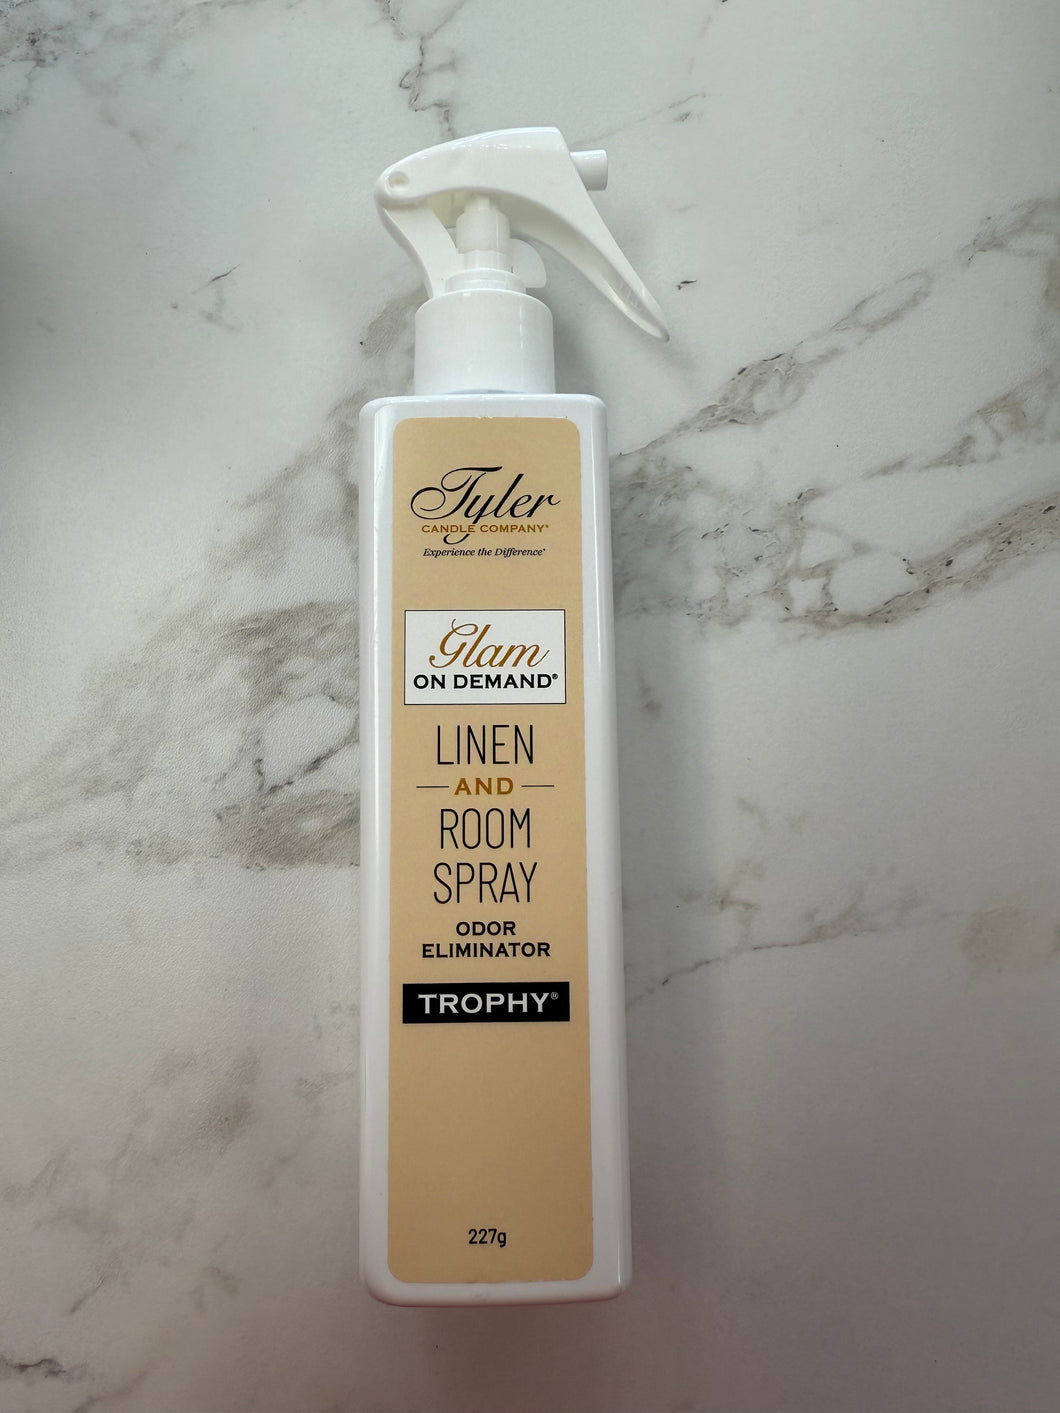 Tyler
CANDLE COMPANY®
Experience the Difference®
Glam
ON DEMAND®
LINEN
AND
ROOM
SPRAY
ODOR
ELIMINATOR
TROPHY®
227g